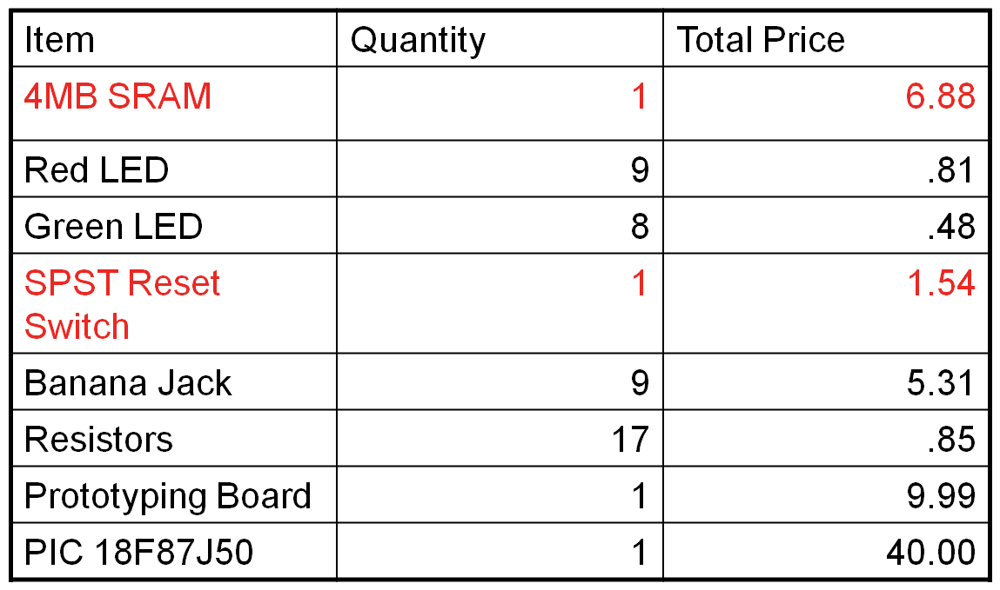 Item Quantity Total Price
4MB SRAM 1 6.88
Red LED 9 .81
Green LED 8 .48
SPST Reset 1 1.54
Switch
Banana Jack 9 5.31
Resistors 17 .85
Prototyping Board 1 9.99
PIC 18F87J50 1 40.00